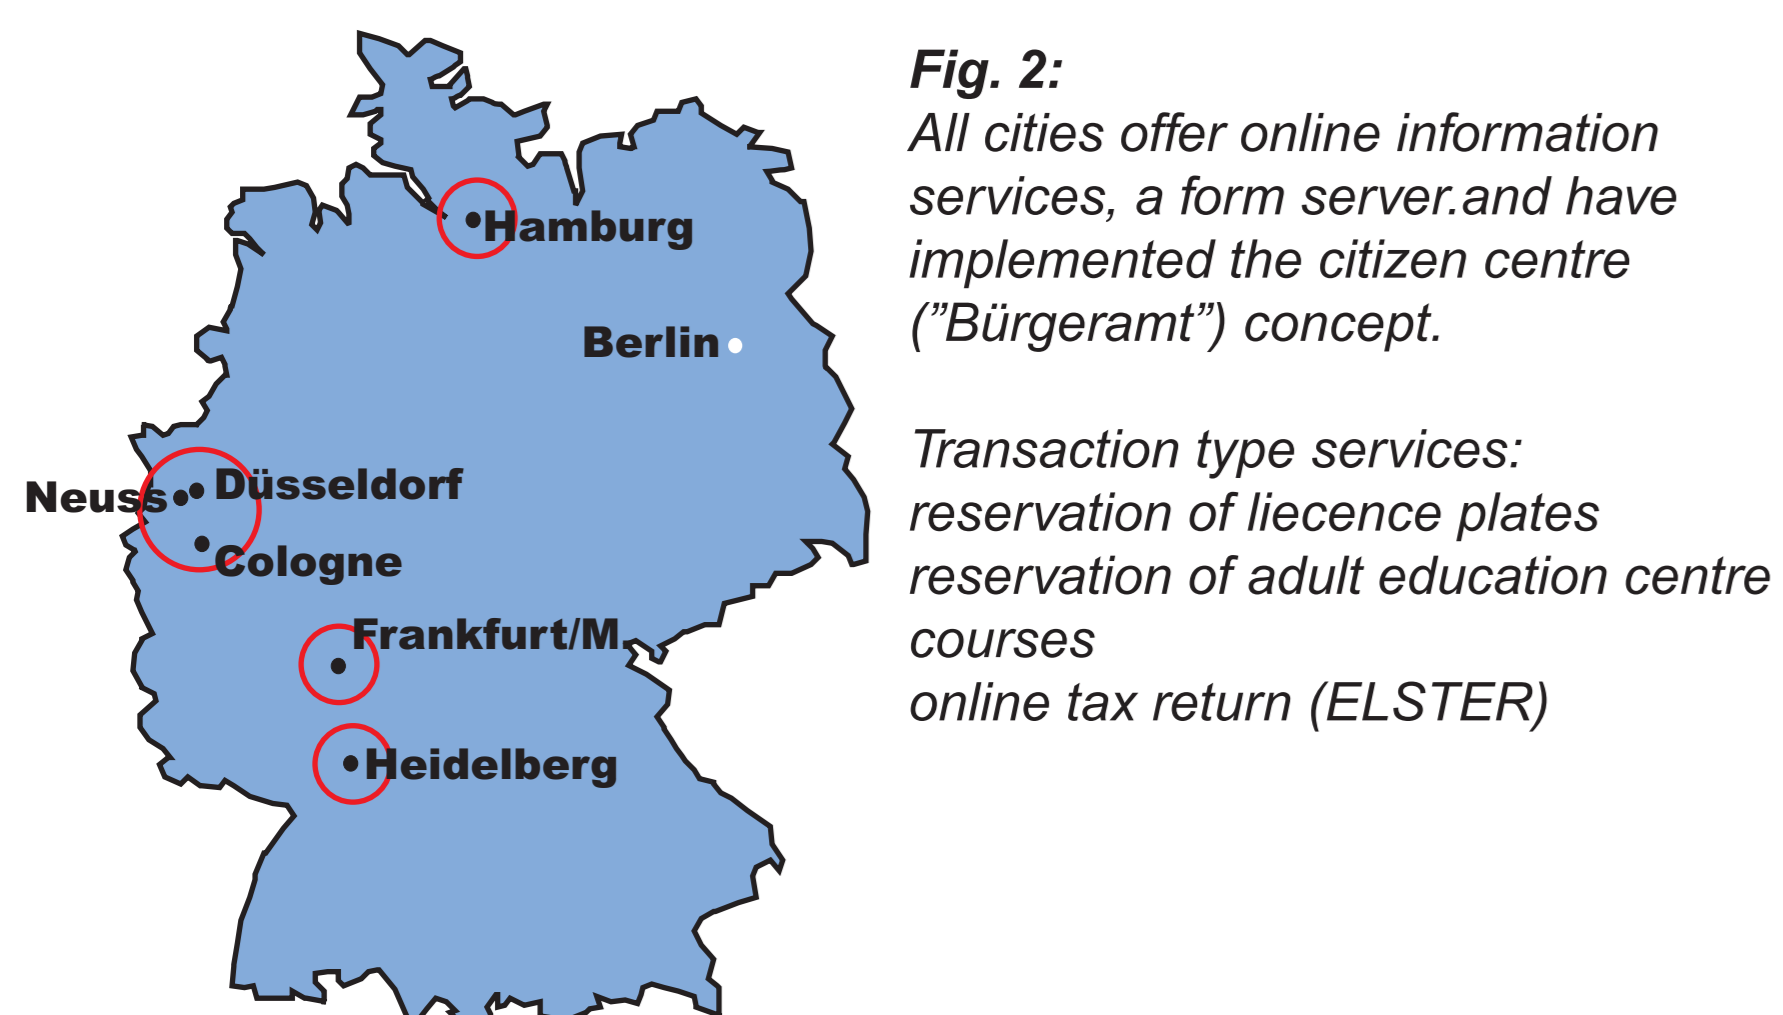 Hamburg
Berlin
Neuss
Düsseldorf
Cologne
Frankfurt/M.
Heidelberg
Fig. 2:
All cities offer online information
services, a form server.and have
implemented the citizen centre
(”Bürgeramt”) concept.
Transaction type services:
reservation of liecence plates
reservation of adult education centre
courses
online tax return (ELSTER)